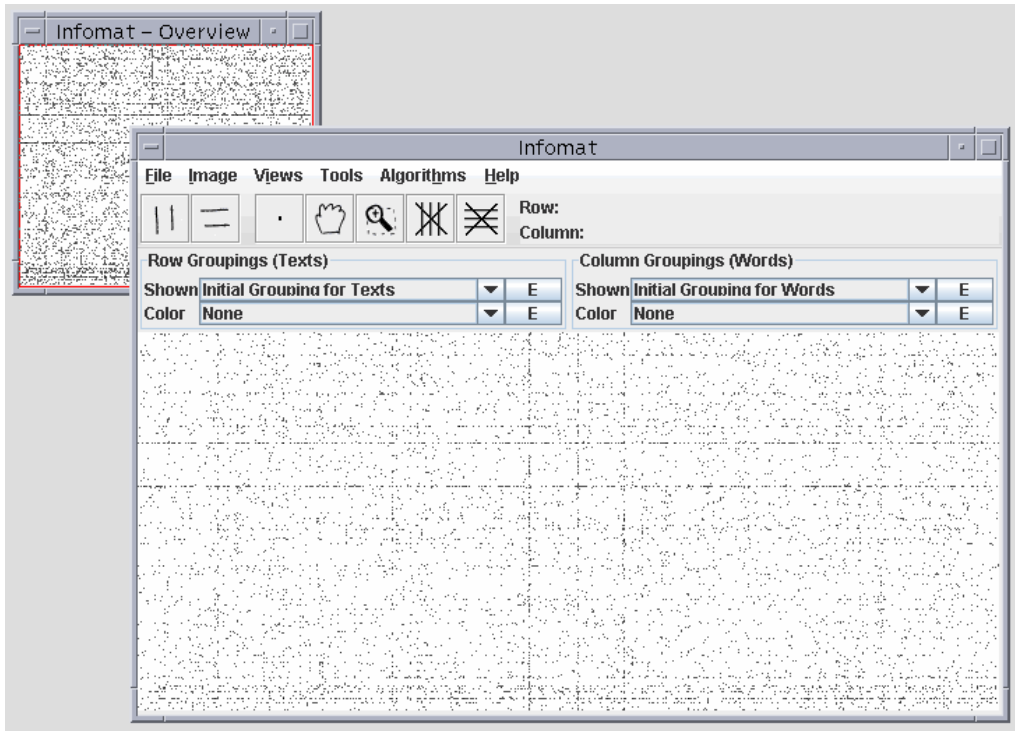 Infomat – Overview
Infomat
File Image Views Tools Algorithms Help
Row:
Column:
Row Groupings (Texts)
Shown Initial Grouping for Texts E
Color None E
Column Groupings (Words)
Shown Initial Grouping for Words E
Color None E